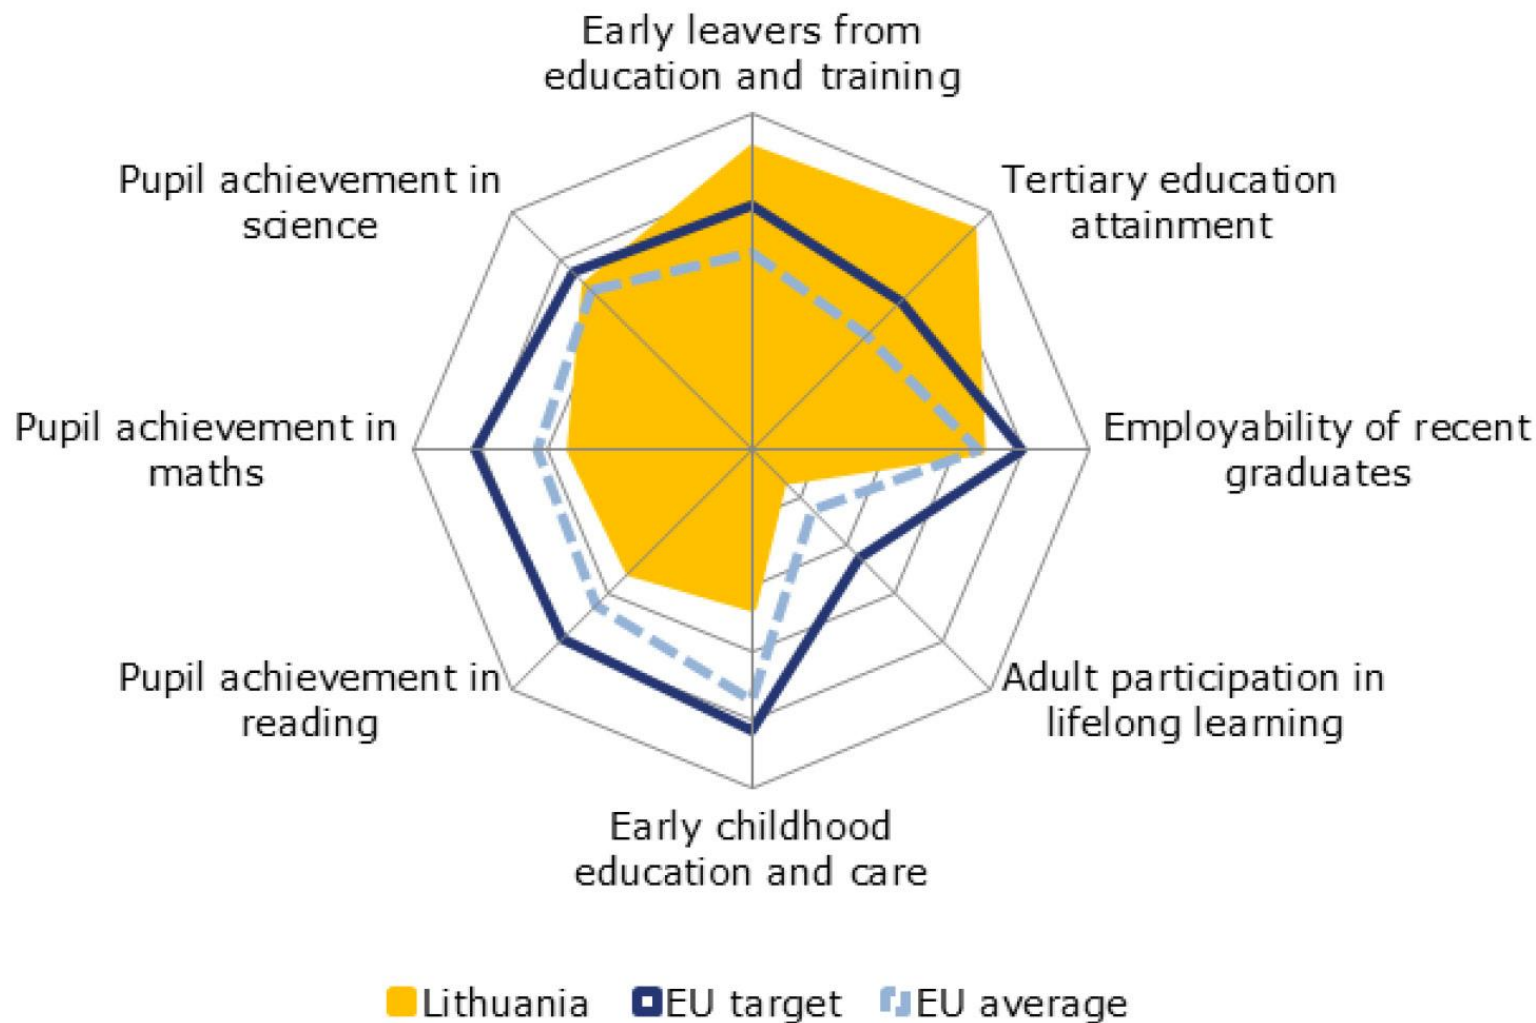 Early leavers from
education and training
Pupil achievement in
science
Tertiary education
attainment
Pupil achievement in
maths
Employability of recent
graduates
Pupil achievement in
reading
Adult participation in
lifelong learning
Early childhood
education and care
Lithuania
EU target
EU average